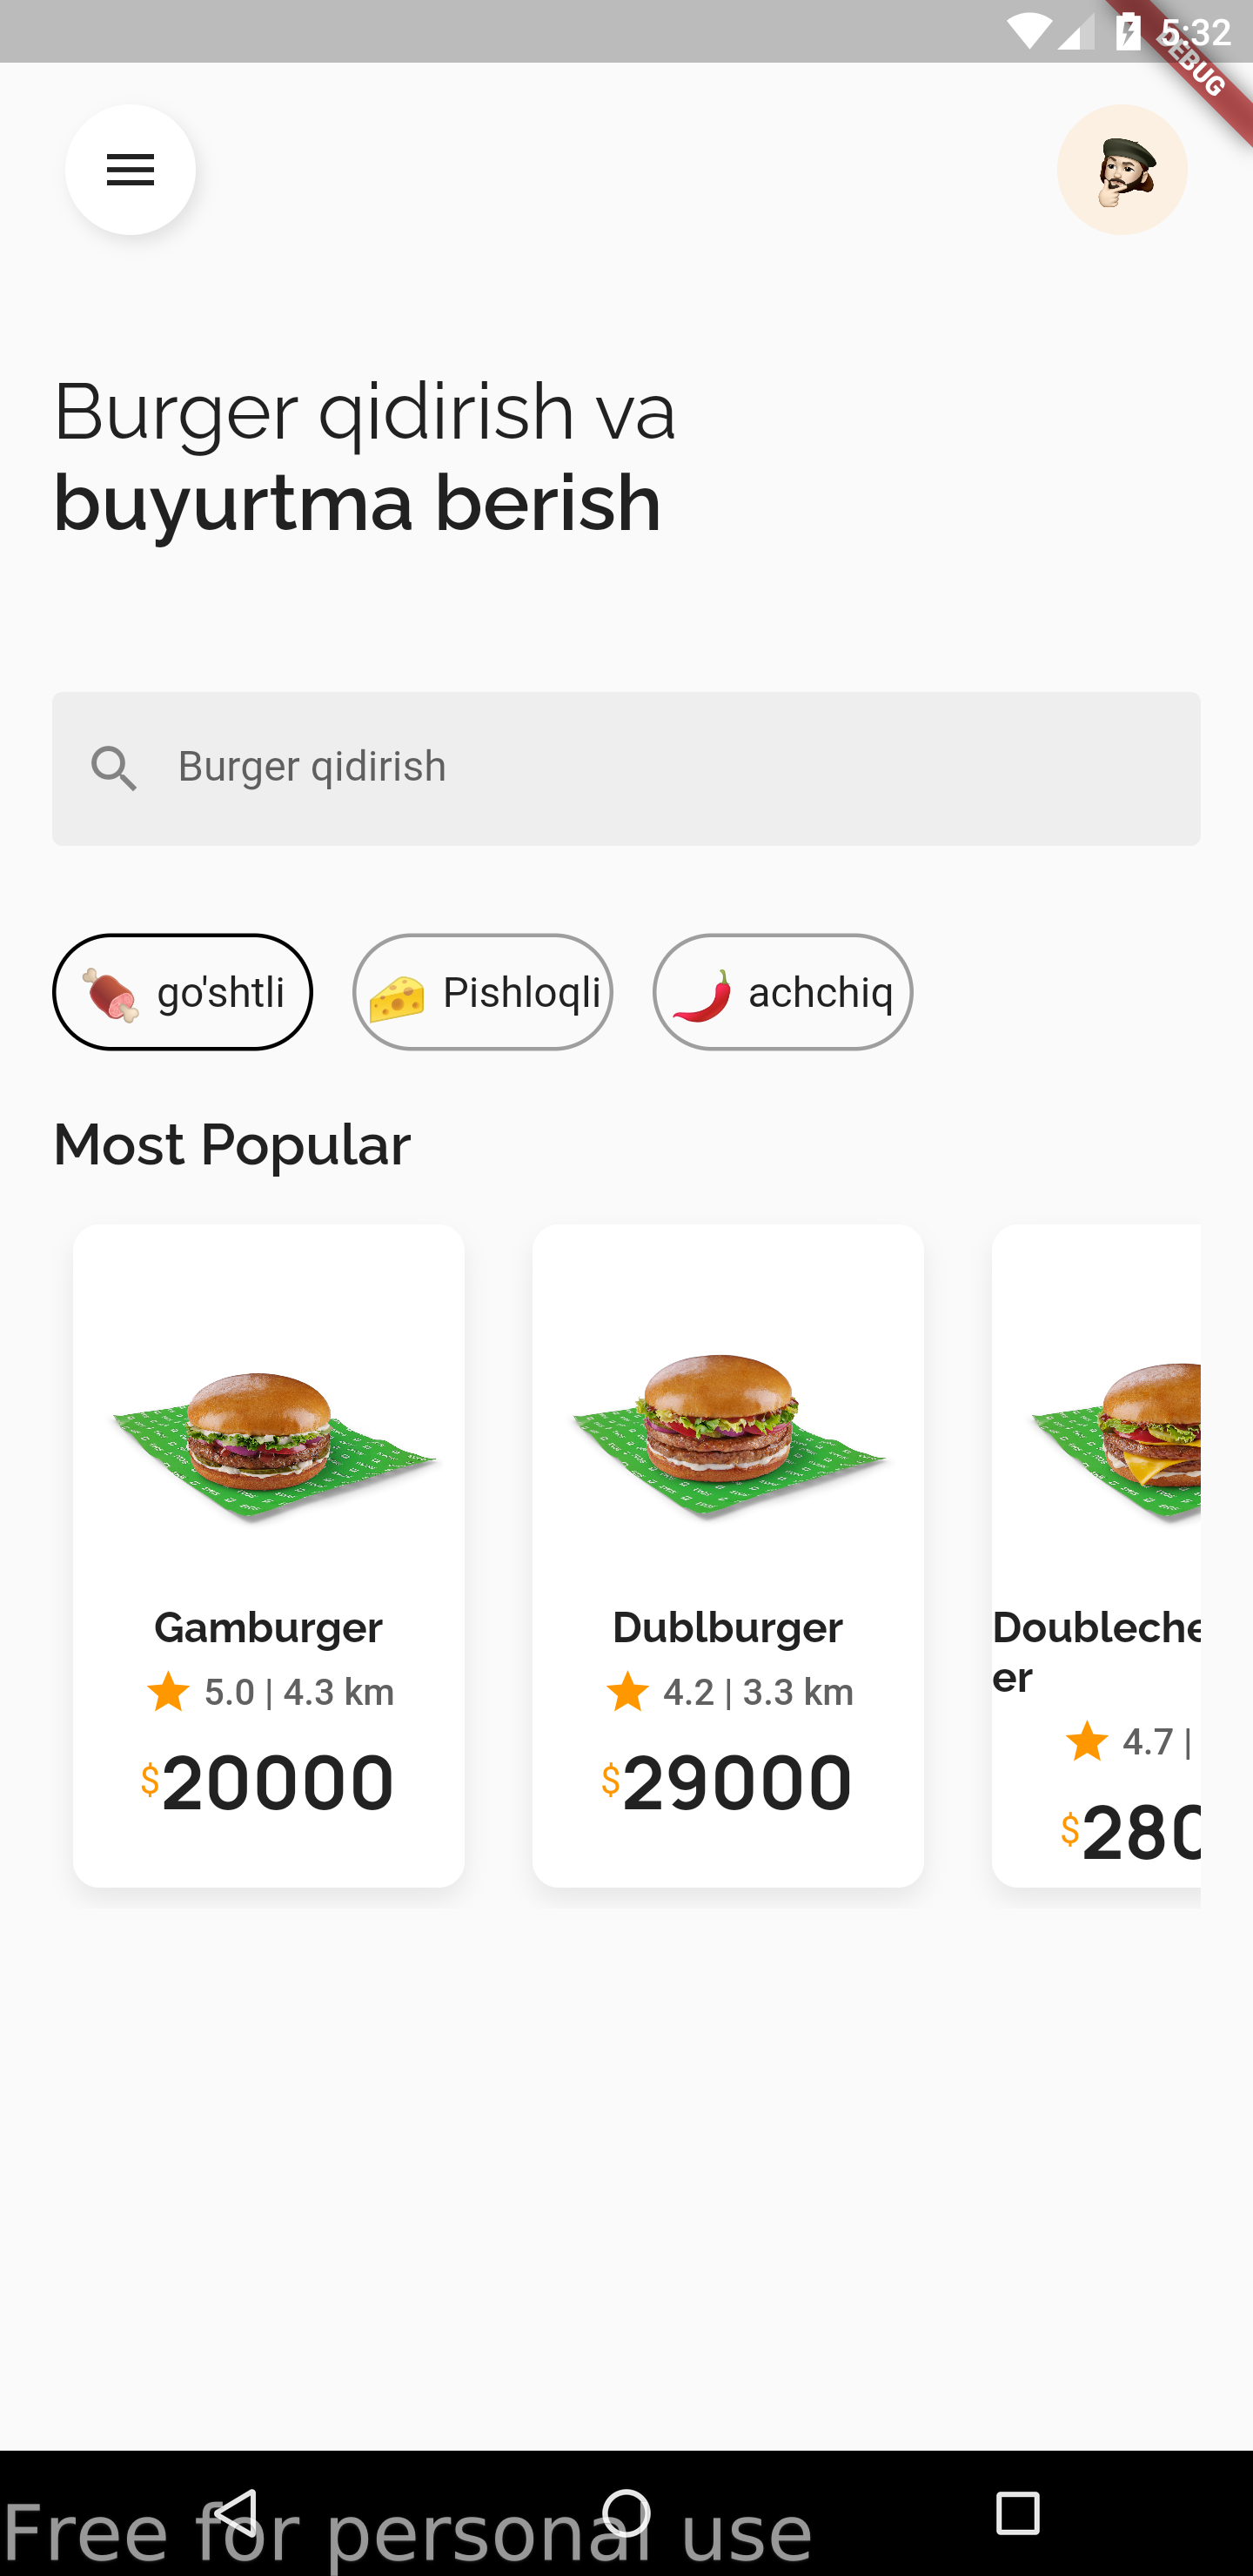 5:32
DEBUG
Burger qidirish va
buyurtma berish
Burger qidirish
go'shtli
Pishloqli
achchiq
Most Popular
Gamburger
5.0 | 4.3 km
$20000
Dublburger
4.2 | 3.3 km
$29000
Doubleche
er
4.7 |
$280
Free for personal use